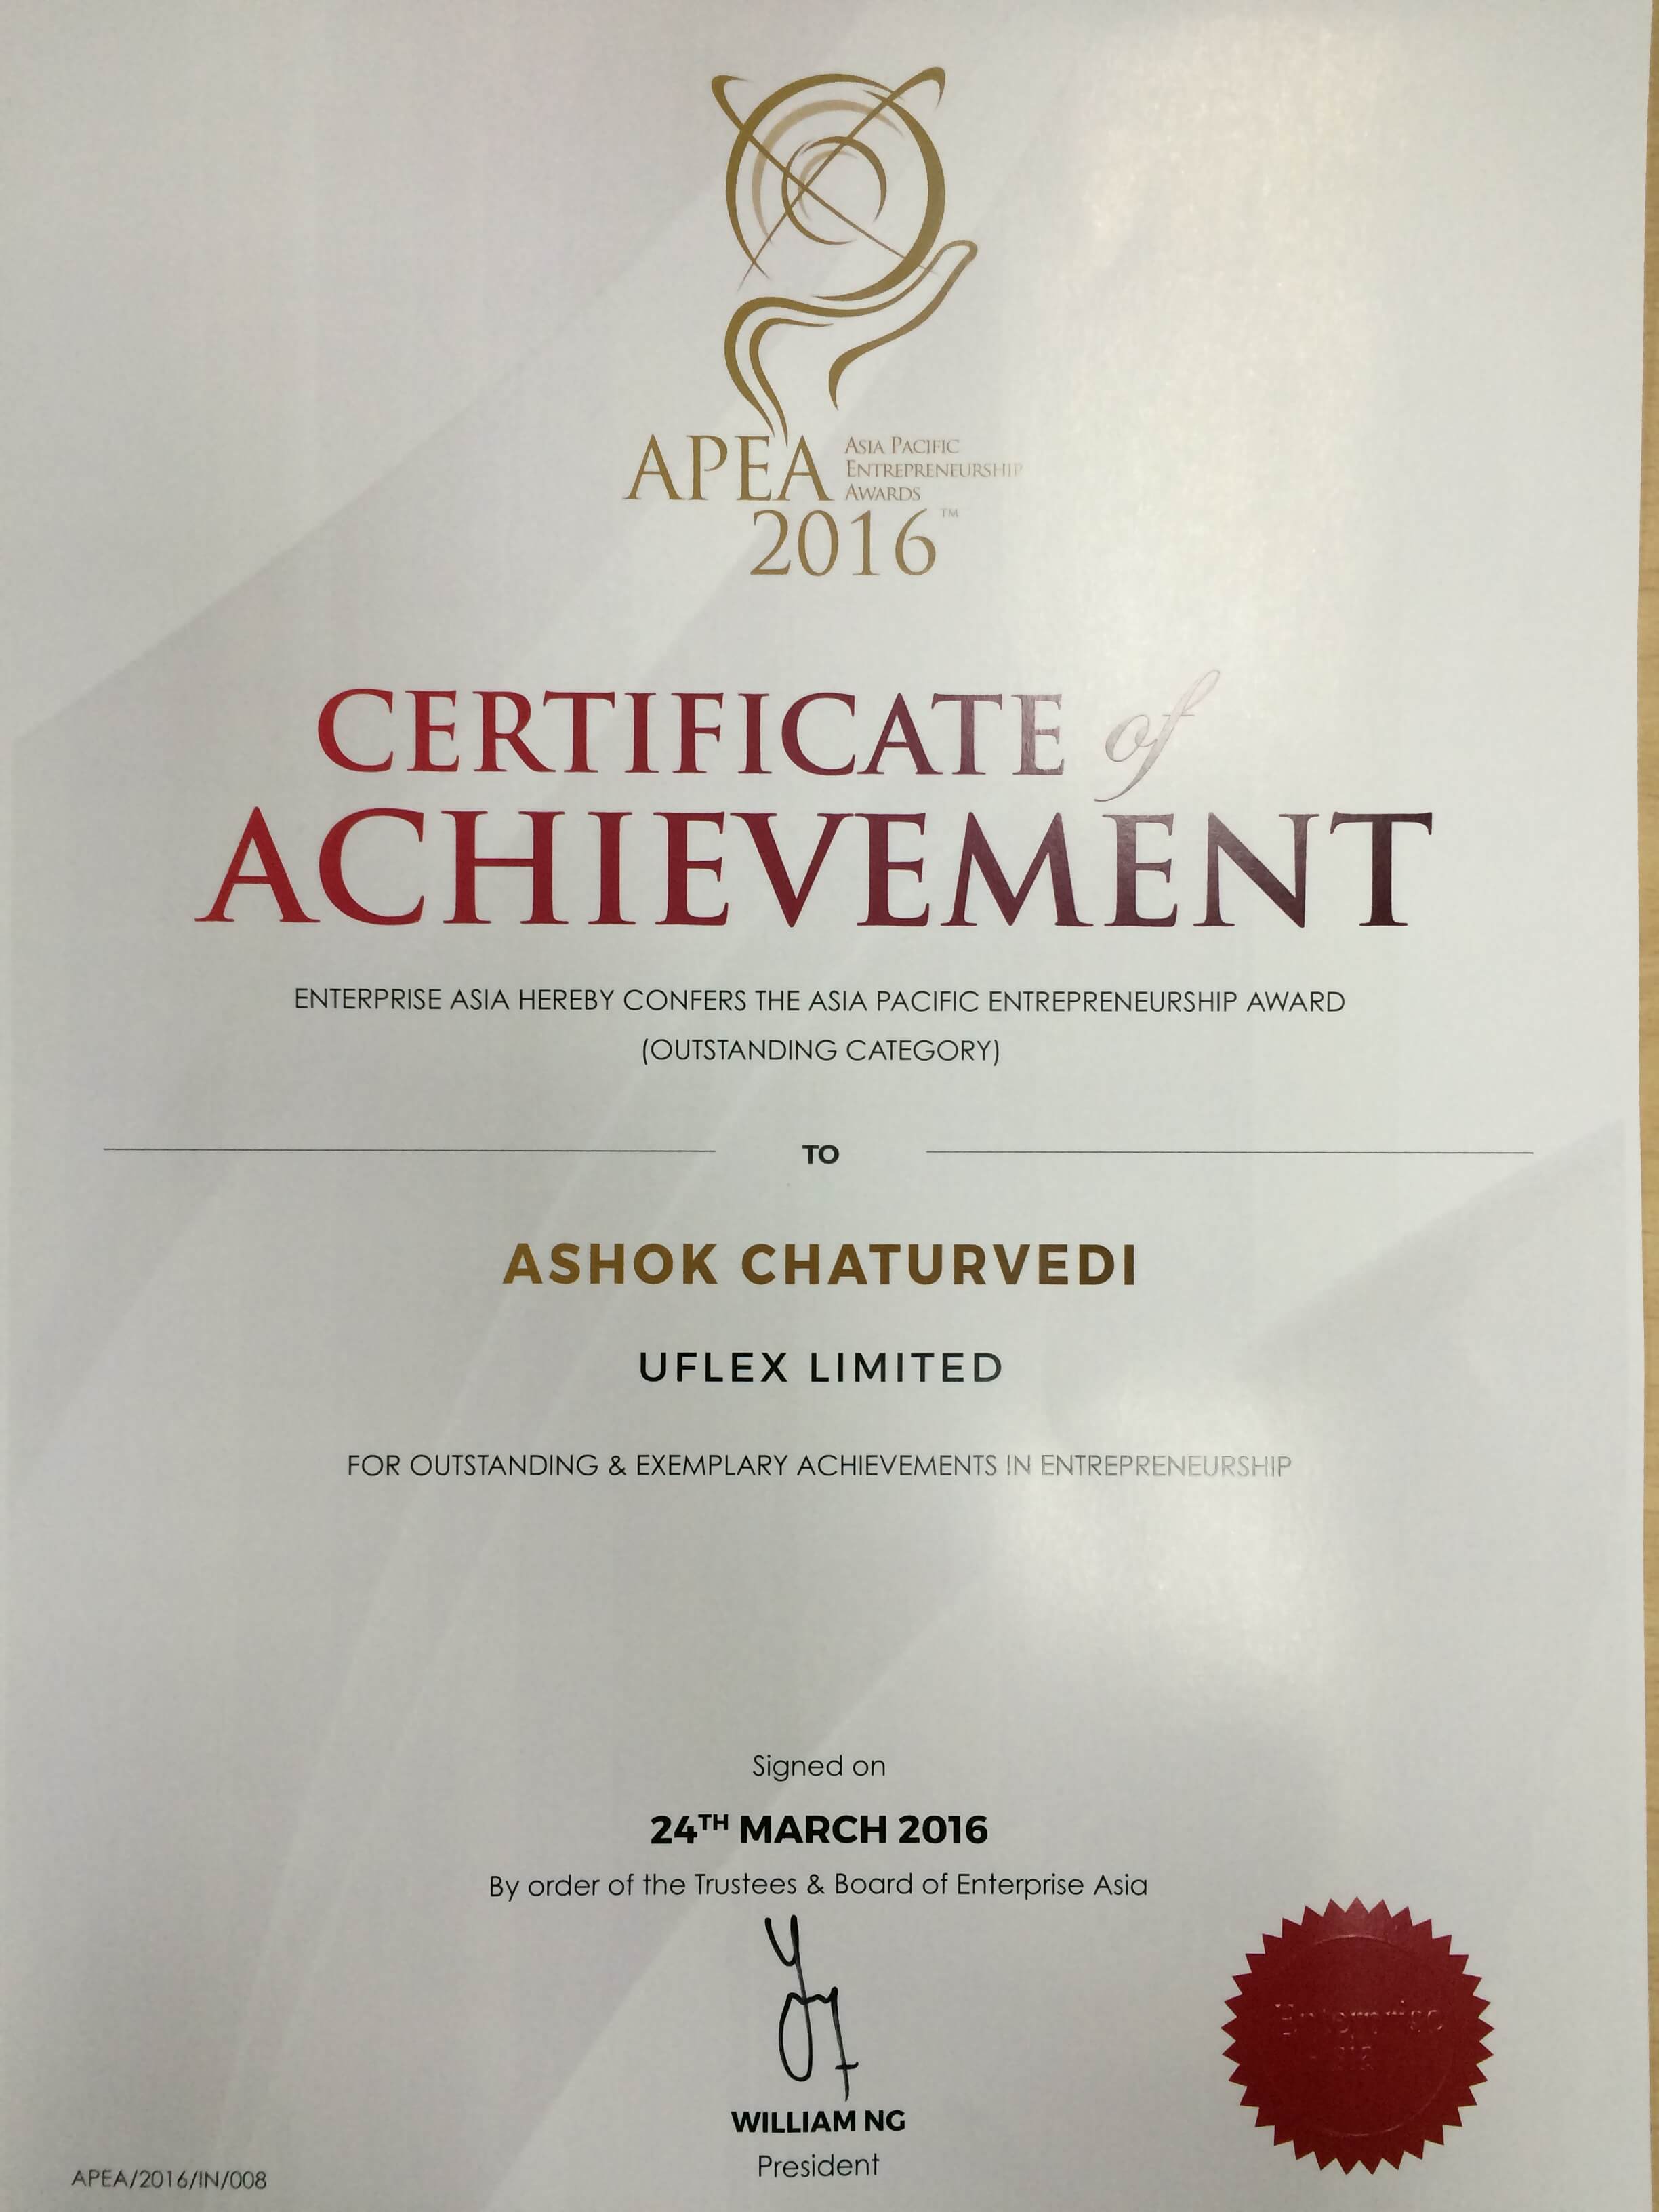 APEA ASIA PACIFIC
ENTREPRENEURSHIP
AWARDS
2016™
CERTIFICATE of
ACHIEVEMENT
ENTERPRISE ASIA HEREBY CONFERS THE ASIA PACIFIC ENTREPRENEURSHIP AWARD
(OUTSTANDING CATEGORY)
TO
ASHOK CHATURVEDI
UFLEX LIMITED
FOR OUTSTANDING & EXEMPLARY ACHIEVEMENTS IN ENTREPRENEURSHIP
Signed on
24TH MARCH 2016
By order of the Trustees & Board of Enterprise Asia
WILLIAM NG
President
APEA/2016/IN/008
Enterprise